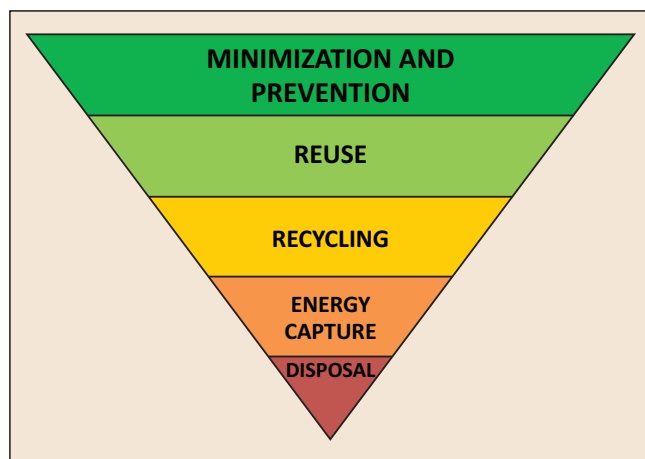 MINIMIZATION AND
PREVENTION
REUSE
RECYCLING
ENERGY
CAPTURE
DISPOSAL